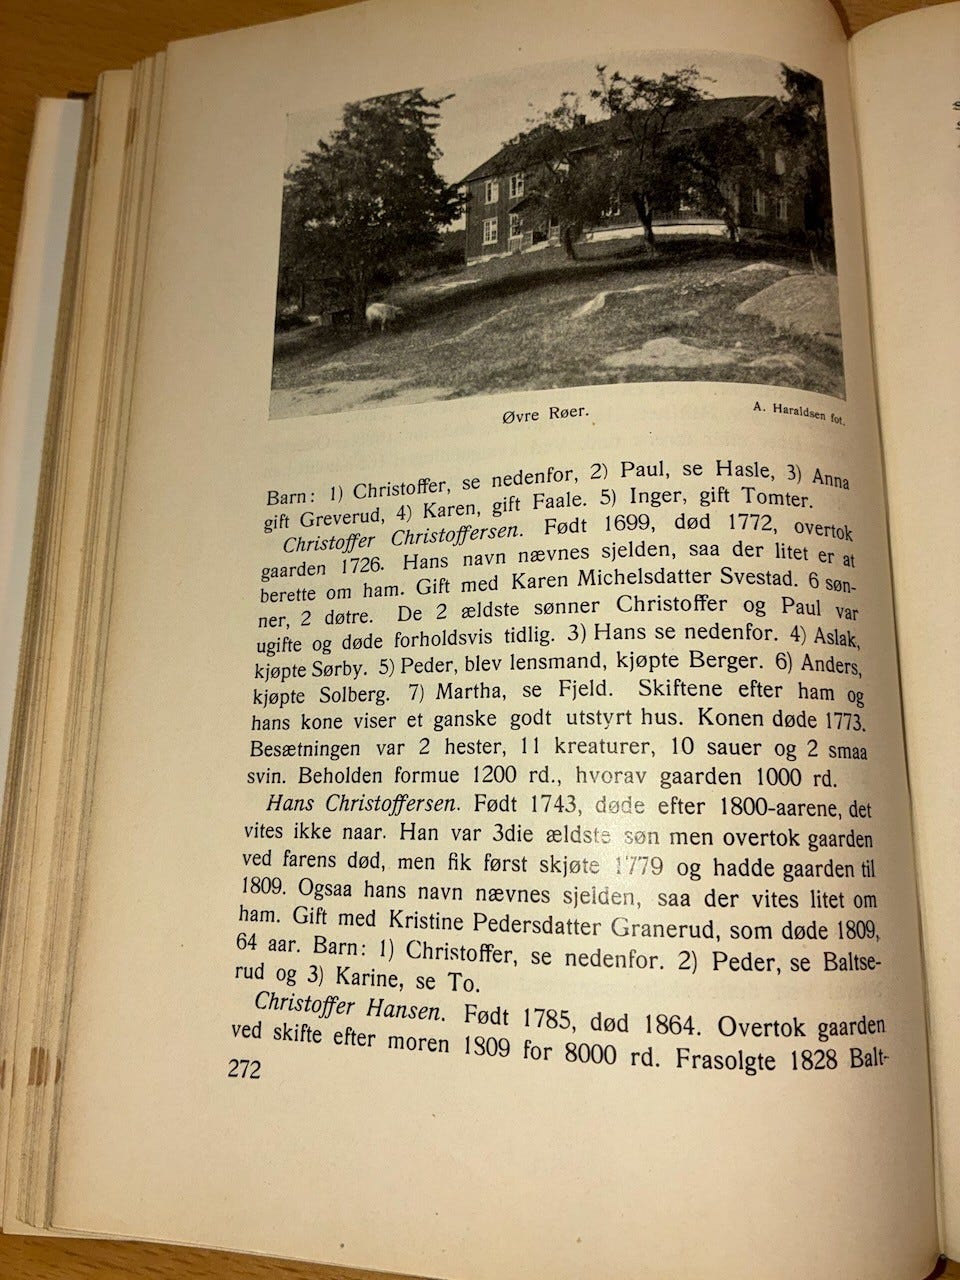 Øvre Røer.
A. Haraldsen fot.
Barn: 1) Christoffer, se nedenfor, 2) Paul, se Hasle, 3) Anna
gift Greverud, 4) Karen, gift Faale. 5) Inger, gift Tomter.
Christoffer Christoffersen. Født 1699, død 1772, overtok
gaarden 1726. Hans navn nævnes sjelden, saa der litet er at
berette om ham. Gift med Karen Michelsdatter Svestad. 6 søn-
ner, 2 døtre. De 2 ældste sønner Christoffer og Paul var
ugifte og døde forholdsvis tidlig. 3) Hans se nedenfor. 4) Aslak,
kjøpte Sørby. 5) Peder, blev lensmand, kjøpte Berger. 6) Anders,
kjøpte Solberg. 7) Martha, se Fjeld. Skiftene efter ham og
hans kone viser et ganske godt utstyrt hus. Konen døde 1773.
Besætningen var 2 hester, 11 kreaturer, 10 sauer og 2 smaa
svin. Beholden formue 1200 rd., hvorav gaarden 1000 rd.
Hans Christoffersen. Født 1743, døde efter 1800-aarene, det
vites ikke naar. Han var 3die ældste søn men overtok gaarden
ved farens død, men fik først skjøte 1779 og hadde gaarden til
1809. Ogsaa hans navn nævnes sjelden, saa der vites litet om
ham. Gift med Kristine Pedersdatter Granerud, som døde 1809,
64 aar. Barn: 1) Christoffer, se nedenfor. 2) Peder, se Baltse-
rud og 3) Karine, se To.
Christoffer Hansen. Født 1785, død 1864. Overtok gaarden
ved skifte efter moren 1809 for 8000 rd. Frasolgte 1828 Balt-
272